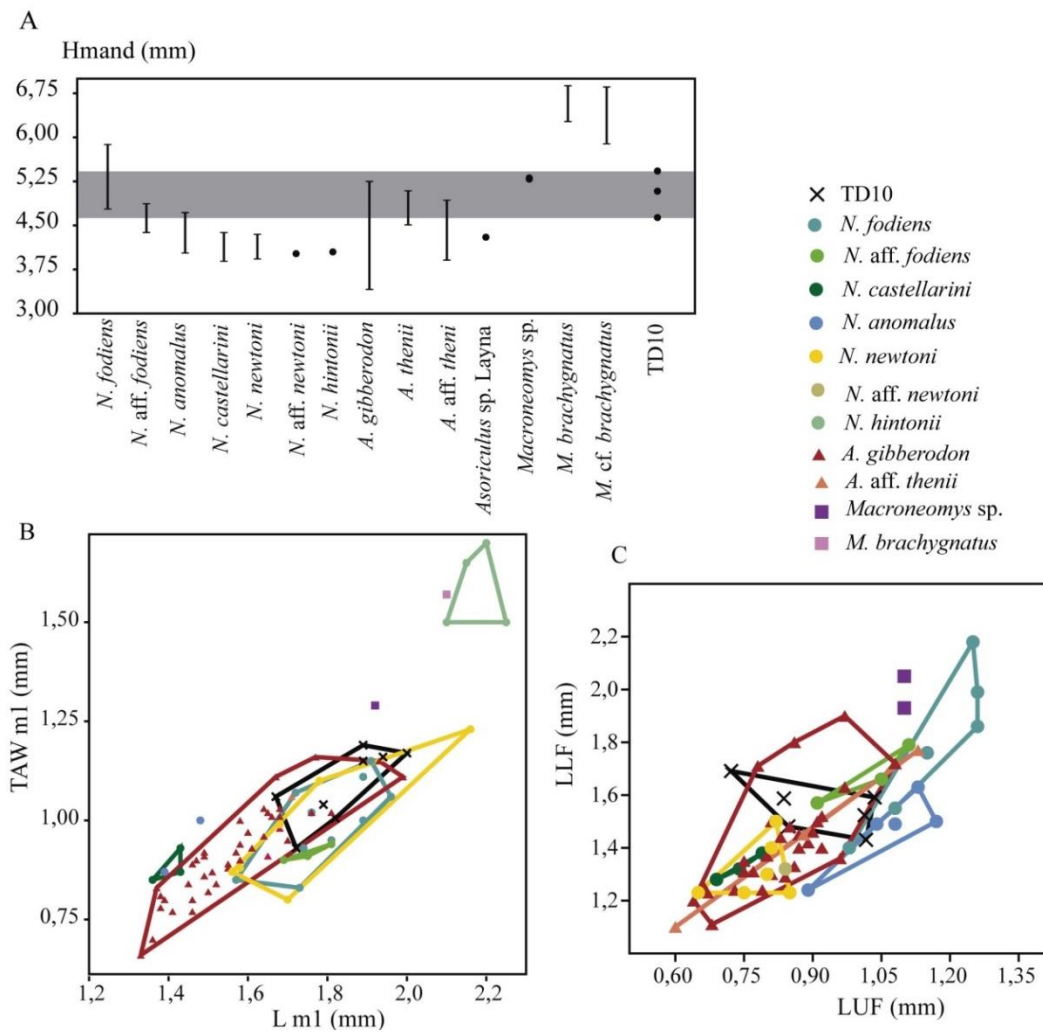 A
Hmand (mm)
6,75
6,00
5,25
4,50
3,75
3,00
N. fodiens
N. aff. fodiens
N. anomalus
N. castellarini
N. newtoni
N. aff. newtoni
N. hintonii
A. gibberodon
A. thenii
A. aff. theni
Asoriculus sp. Layna
Macroneomys sp.
M. brachygnatus
M. cf. brachygnatus
TD10
TD10
N. fodiens
N. aff. fodiens
N. castellarini
N. anomalus
N. newtoni
N. aff. newtoni
N. hintonii
A. gibberodon
A. aff. thenii
Macroneomys sp.
M. brachygnatus
B
TAW m1 (mm)
1,50
1,25
1,00
0,75
1,2 1,4 1,6 1,8 2,0 2,2
L m1 (mm)
C
LLF (mm)
2,2
2,0
1,8
1,6
1,4
1,2
0,60 0,75 0,90 1,05 1,20 1,35
LUF (mm)